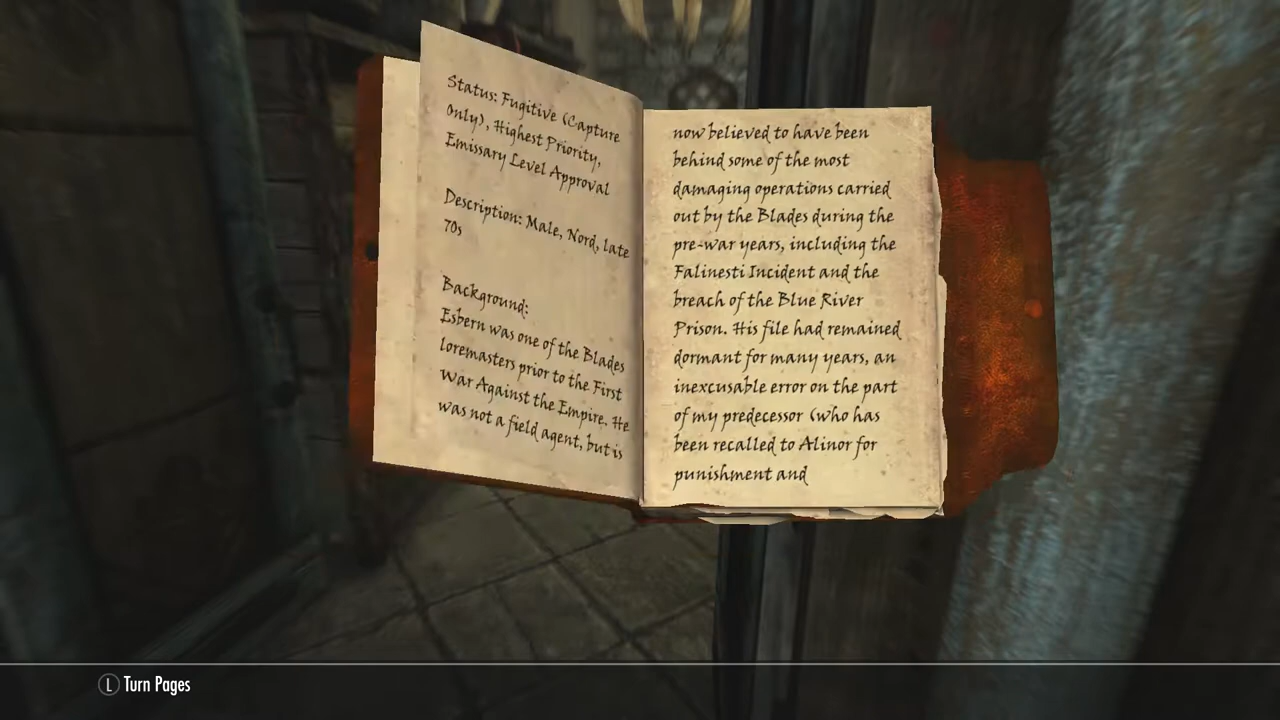 Status: Fugitive (Capture
Only), Highest Priority,
Emissary Level Approval
Description: Male, Nord, late
70s
Background:
Esbern was one of the Blades
loremasters prior to the First
War Against the Empire. He
was not a field agent, but is
now believed to have been
behind some of the most
damaging operations carried
out by the Blades during the
pre-war years, including the
Falinesti Incident and the
breach of the Blue River
Prison. His file had remained
dormant for many years, an
inexcusable error on the part
of my predecessor (who has
been recalled to Alinor for
punishment and
L Turn Pages